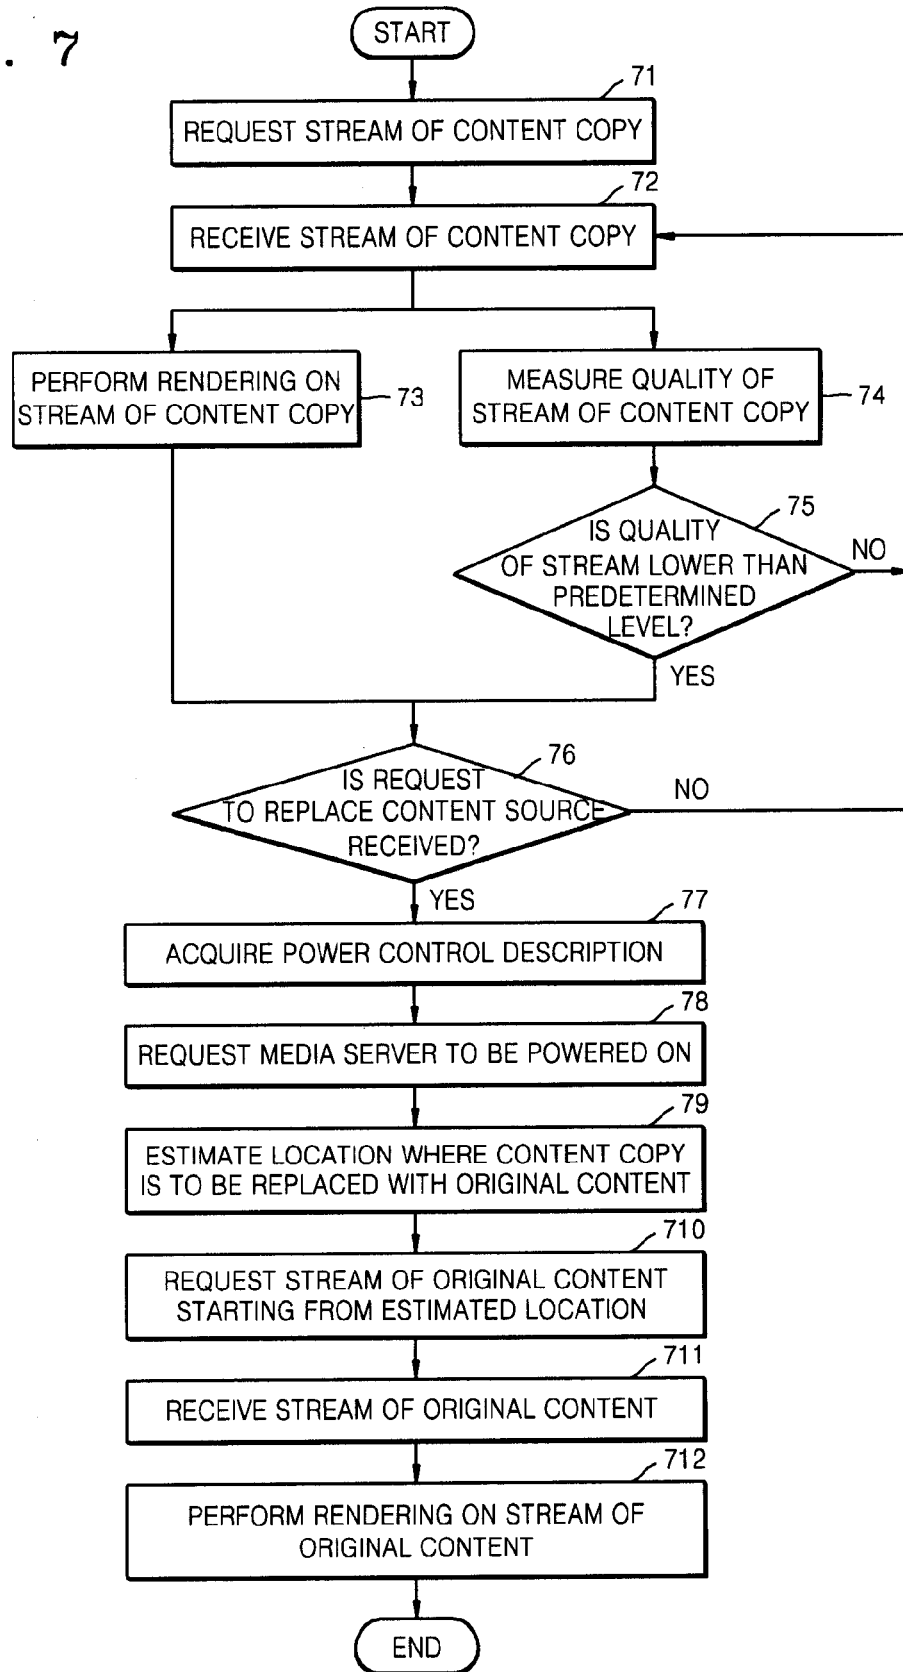 . 7
START
71
REQUEST STREAM OF CONTENT COPY
72
RECEIVE STREAM OF CONTENT COPY
PERFORM RENDERING ON
STREAM OF CONTENT COPY
73
MEASURE QUALITY OF
STREAM OF CONTENT COPY
74
75
IS QUALITY
OF STREAM LOWER THAN
PREDETERMINED
LEVEL?
NO
YES
76
IS REQUEST
TO REPLACE CONTENT SOURCE
RECEIVED?
NO
YES
77
ACQUIRE POWER CONTROL DESCRIPTION
78
REQUEST MEDIA SERVER TO BE POWERED ON
79
ESTIMATE LOCATION WHERE CONTENT COPY
IS TO BE REPLACED WITH ORIGINAL CONTENT
710
REQUEST STREAM OF ORIGINAL CONTENT
STARTING FROM ESTIMATED LOCATION
711
RECEIVE STREAM OF ORIGINAL CONTENT
712
PERFORM RENDERING ON STREAM OF
ORIGINAL CONTENT
END